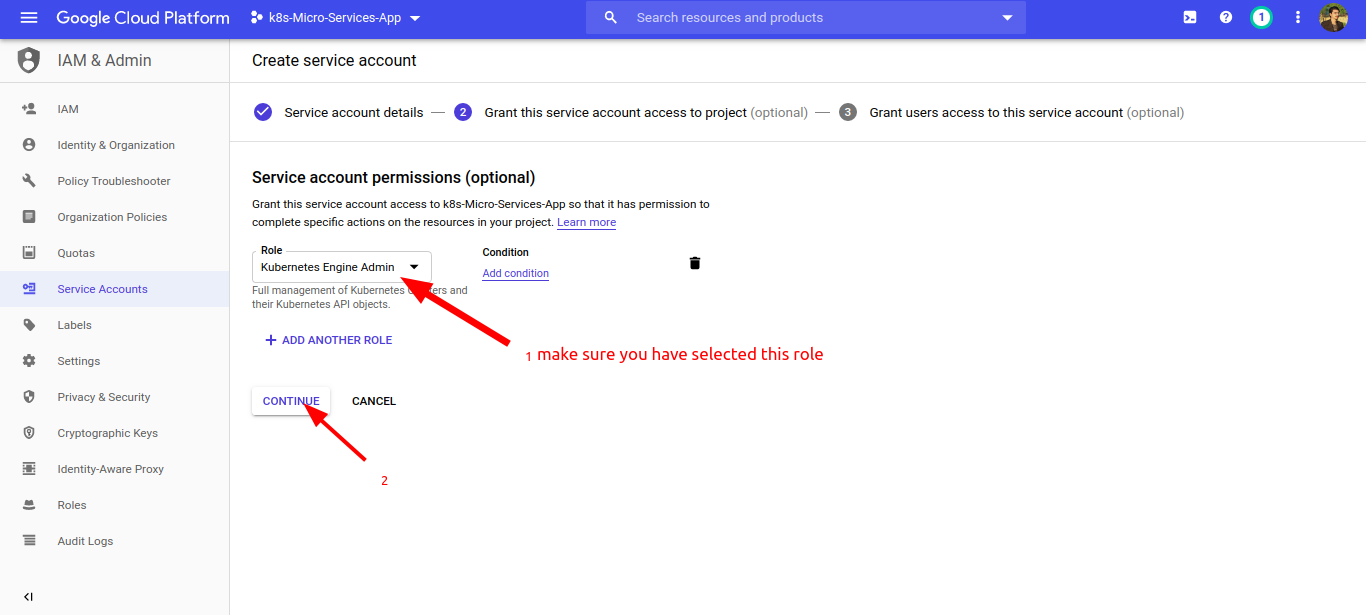 Google Cloud Platform
k8s-Micro-Services-App
Search resources and products
1
IAM & Admin
Create service account
IAM
Identity & Organization
Policy Troubleshooter
Organization Policies
Quotas
Service Accounts
Labels
Settings
Privacy & Security
Cryptographic Keys
Identity-Aware Proxy
Roles
Audit Logs
Service account details — 2 Grant this service account access to project (optional) — 3 Grant users access to this service account (optional)
Service account permissions (optional)
Grant this service account access to k8s-Micro-Services-App so that it has permission to
complete specific actions on the resources in your project. Learn more
Role
Kubernetes Engine Admin
Condition
Add condition
Full management of Kubernetes and
their Kubernetes API objects.
+ ADD ANOTHER ROLE
1 make sure you have selected this role
CONTINUE
CANCEL
2